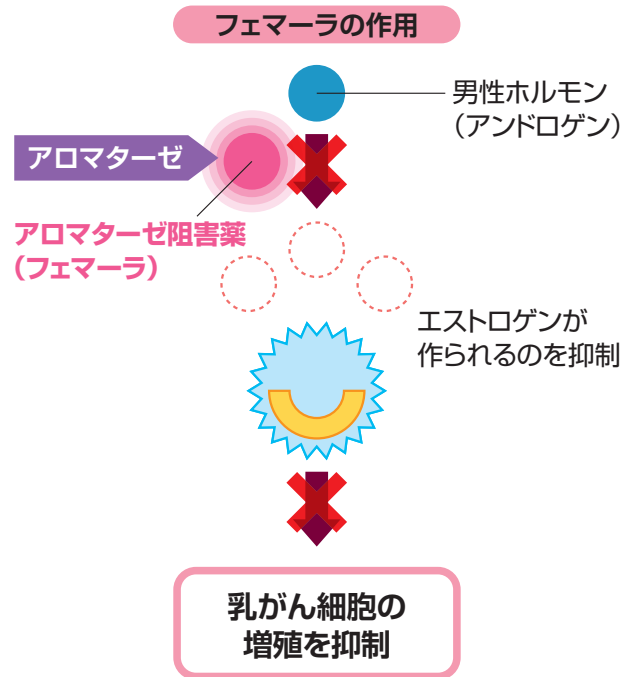 フェマーラの作用
男性ホルモン
（アンドロゲン）
アロマターゼ
アロマターゼ阻害薬
（フェマーラ）
エストロゲンが
作られるのを抑制
乳がん細胞の
増殖を抑制